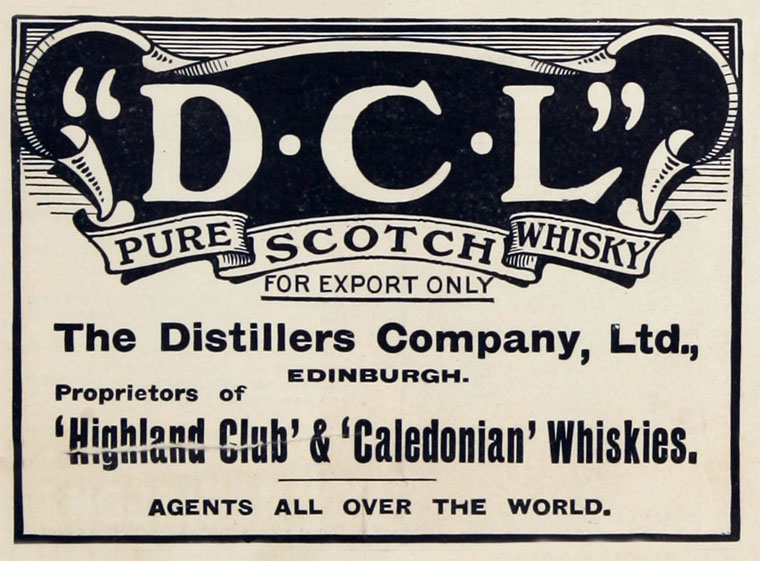 “D·C·L”
PURE SCOTCH WHISKY
FOR EXPORT ONLY
The Distillers Company, Ltd.,
EDINBURGH.
Proprietors of
‘Highland Club’ & ‘Caledonian’ Whiskies.
AGENTS ALL OVER THE WORLD.